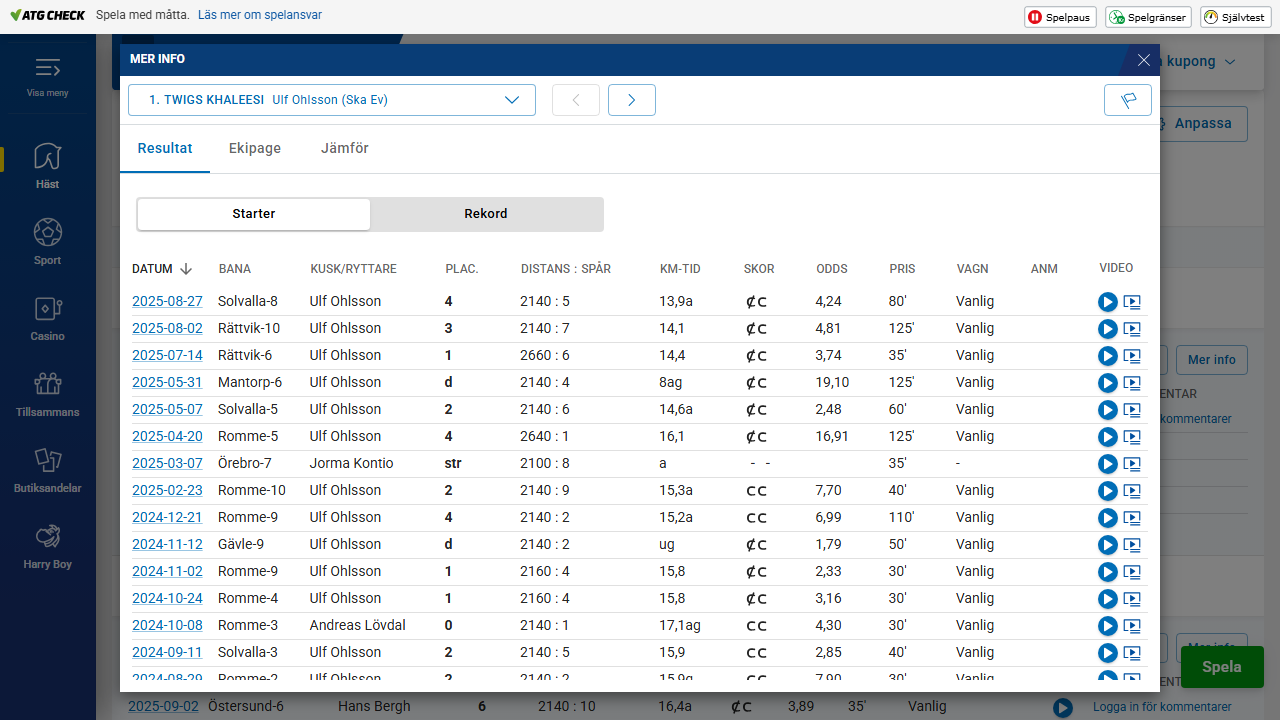 ATG CHECK Spela med måtta. Läs mer om spelansvar Spelpaus Spelgränser Självtest
MER INFO
kupong
1. TWIGS KHALEESI Ulf Ohlsson (Ska Ev)
Visa meny
Anpassa
Resultat Ekipage Jämför
Häst
Starter Rekord
Sport
DATUM BANA KUSK/RYTTARE PLAC. DISTANS : SPÅR KM-TID SKOR ODDS PRIS VAGN ANM VIDEO
2025-08-27 Solvalla-8 Ulf Ohlsson 4 2140 : 5 13,9a ₵ C 4,24 80' Vanlig
2025-08-02 Rättvik-10 Ulf Ohlsson 3 2140 : 7 14,1 ₵ C 4,81 125' Vanlig
Casino
2025-07-14 Rättvik-6 Ulf Ohlsson 1 2660 : 6 14,4 ₵ C 3,74 35' Vanlig
Mer info
2025-05-31 Mantorp-6 Ulf Ohlsson d 2140 : 4 8ag ₵ C 19,10 125' Vanlig
ENTAR
2025-05-07 Solvalla-5 Ulf Ohlsson 2 2140 : 6 14,6a ₵ C 2,48 60' Vanlig
Tillsammans
kommentarer
2025-04-20 Romme-5 Ulf Ohlsson 4 2640 : 1 16,1 ₵ C 16,91 125' Vanlig
2025-03-07 Örebro-7 Jorma Kontio str 2100 : 8 a - - 35' -
2025-02-23 Romme-10 Ulf Ohlsson 2 2140 : 9 15,3a C C 7,70 40' Vanlig
Butiksandelar
2024-12-21 Romme-9 Ulf Ohlsson 4 2140 : 2 15,2a ₵ C 6,99 110' Vanlig
2024-11-12 Gävle-9 Ulf Ohlsson d 2140 : 2 ug ₵ C 1,79 50' Vanlig
Harry Boy
2024-11-02 Romme-9 Ulf Ohlsson 1 2160 : 4 15,8 ₵ C 2,33 30' Vanlig
2024-10-24 Romme-4 Ulf Ohlsson 1 2160 : 4 15,8 ₵ C 3,16 30' Vanlig
2024-10-08 Romme-3 Andreas Lövdal 0 2140 : 1 17,1ag C C 4,30 30' Vanlig
2024-09-11 Solvalla-3 Ulf Ohlsson 2 2140 : 5 15,9 C C 2,85 40' Vanlig
Mer info
Spela
2024-08-29 Romme-2 Ulf Ohlsson 2 2140 : 2 15,9g C C 7,90 30' Vanlig
2025-09-02 Östersund-6 Hans Bergh 6 2140 : 10 16,4a ₵ C 3,89 35' Vanlig Logga in för kommentarer